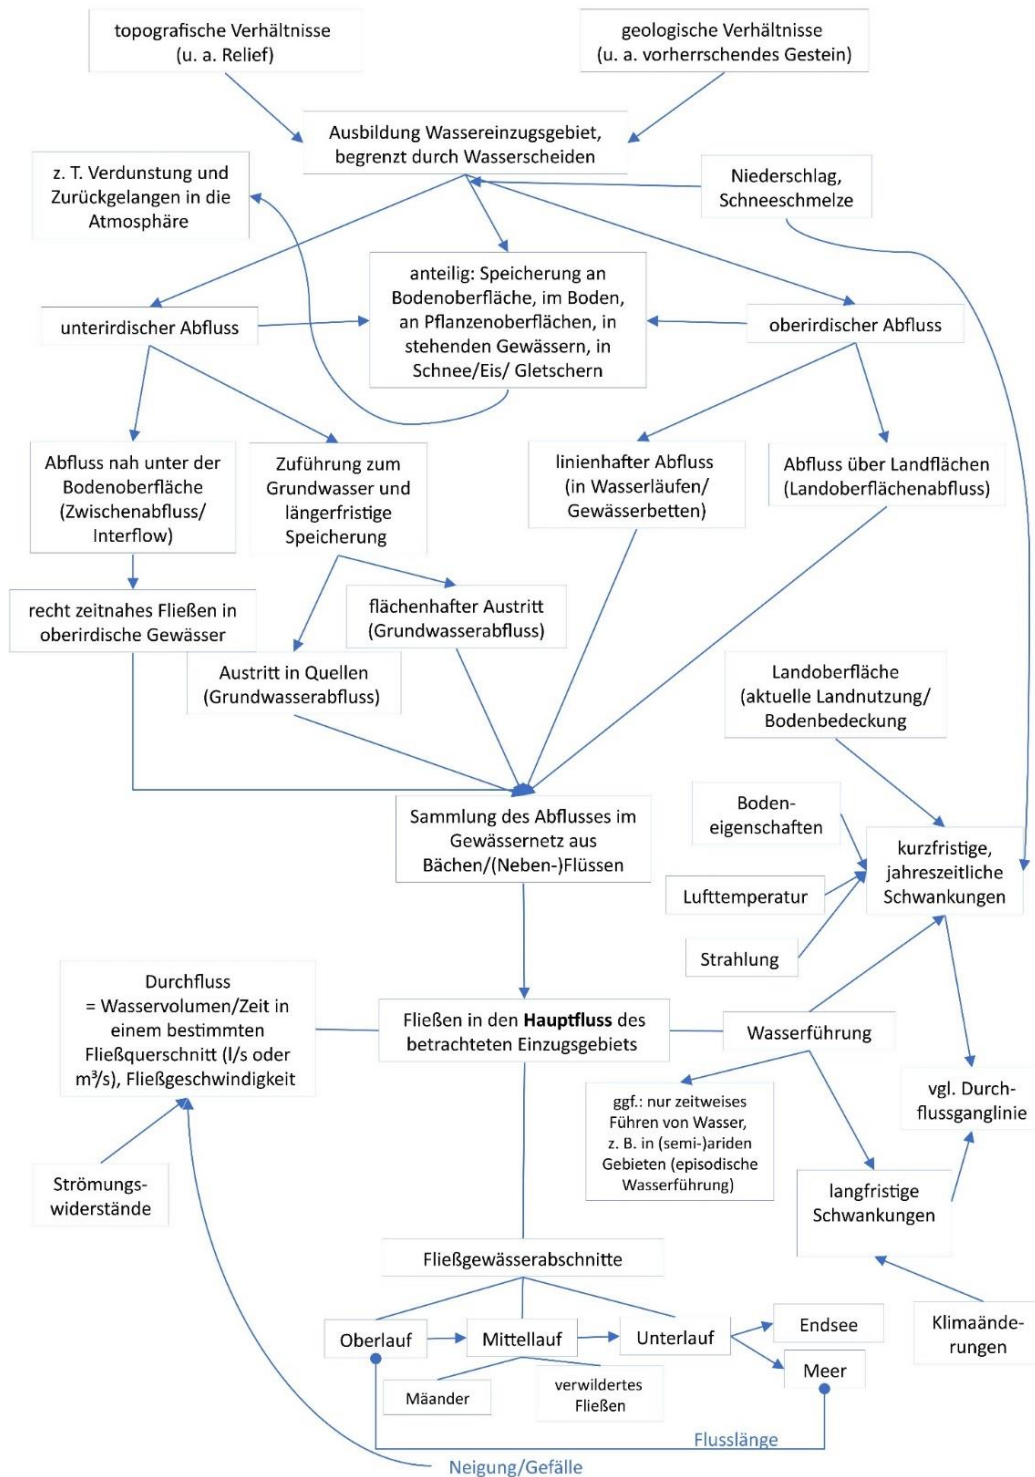 topografische Verhältnisse
(u. a. Relief)
geologische Verhältnisse
(u. a. vorherrschendes Gestein)
Ausbildung Wassereinzugsgebiet,
begrenzt durch Wasserscheiden
z. T. Verdunstung und
Zurückgelangen in die
Atmosphäre
Niederschlag,
Schneeschmelze
unterirdischer Abfluss
anteilig: Speicherung an
Bodenoberfläche, im Boden,
an Pflanzenoberflächen, in
stehenden Gewässern, in
Schnee/Eis/ Gletschern
oberirdischer Abfluss
Abfluss nah unter der
Bodenoberfläche
(Zwischenabfluss/
Interflow)
Zuführung zum
Grundwasser und
längerfristige
Speicherung
linienhafter Abfluss
(in Wasserläufen/
Gewässerbetten)
Abfluss über Landflächen
(Landoberflächenabfluss)
recht zeitnahes Fließen in
oberirdische Gewässer
flächenhafter Austritt
(Grundwasserabfluss)
Austritt in Quellen
(Grundwasserabfluss)
Landoberfläche
(aktuelle Landnutzung/
Bodenbedeckung
Sammlung des Abflusses im
Gewässernetz aus
Bächen/(Neben-)Flüssen
Boden-
eigenschaften
kurzfristige,
jahreszeitliche
Schwankungen
Lufttemperatur
Strahlung
Durchfluss
= Wasservolumen/Zeit in
einem bestimmten
Fließquerschnitt (l/s oder
m³/s), Fließgeschwindigkeit
Fließen in den Hauptfluss des
betrachteten Einzugsgebiets
Wasserführung
ggf.: nur zeitweises
Führen von Wasser,
z. B. in (semi-)ariden
Gebieten (episodische
Wasserführung)
vgl. Durch-
flussganglinie
Strömungs-
widerstände
langfristige
Schwankungen
Fließgewässerabschnitte
Oberlauf
Mittellauf
Unterlauf
Endsee
Meer
Klimaände-
rungen
Mäander
verwildertes
Fließen
Flusslänge
Neigung/Gefälle